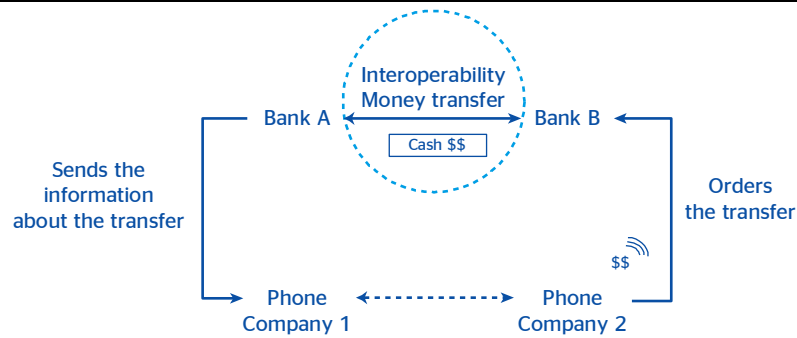 Interoperability
Money transfer
Bank A
Bank B
Cash $$
Sends the
information
about the transfer
Orders
the transfer
$$
Phone
Company 1
Phone
Company 2